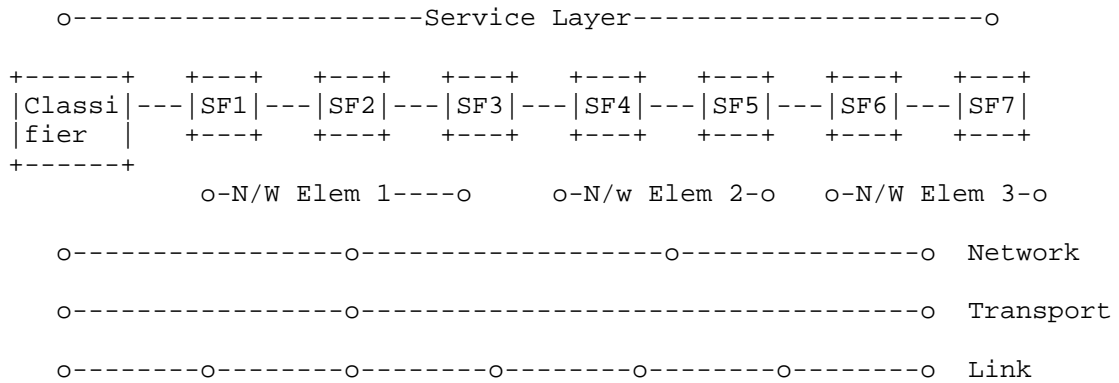 o----------------------Service Layer----------------------o
+------+   +---+   +---+   +---+   +---+   +---+   +---+   +---+
|Classi|---|SF1|---|SF2|---|SF3|---|SF4|---|SF5|---|SF6|---|SF7|
|fier  |   +---+   +---+   +---+   +---+   +---+   +---+   +---+
+------+
o-N/W Elem 1----o     o-N/w Elem 2-o   o-N/W Elem 3-o
o-----------------o-------------------o---------------o  Network
o-----------------o-----------------------------------o  Transport
o--------o--------o--------o--------o--------o--------o  Link